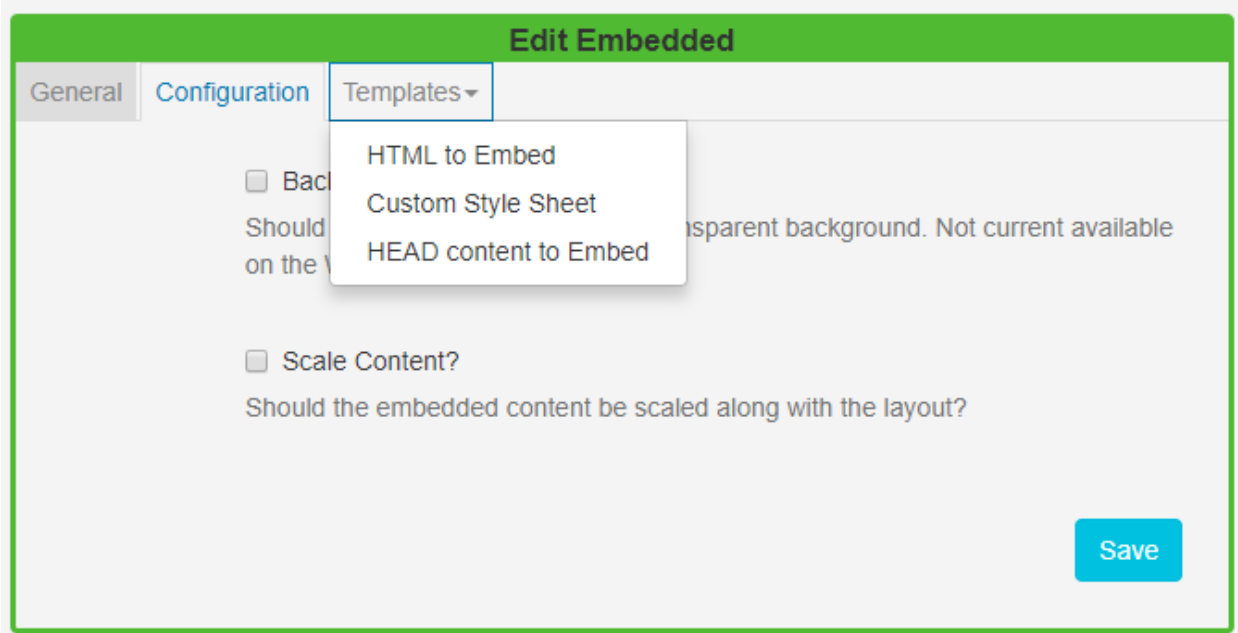 Edit Embedded
General Configuration Templates
HTML to Embed
Custom Style Sheet
HEAD content to Embed
Should nsparent background. Not current available
on the
Scale Content?
Should the embedded content be scaled along with the layout?
Save